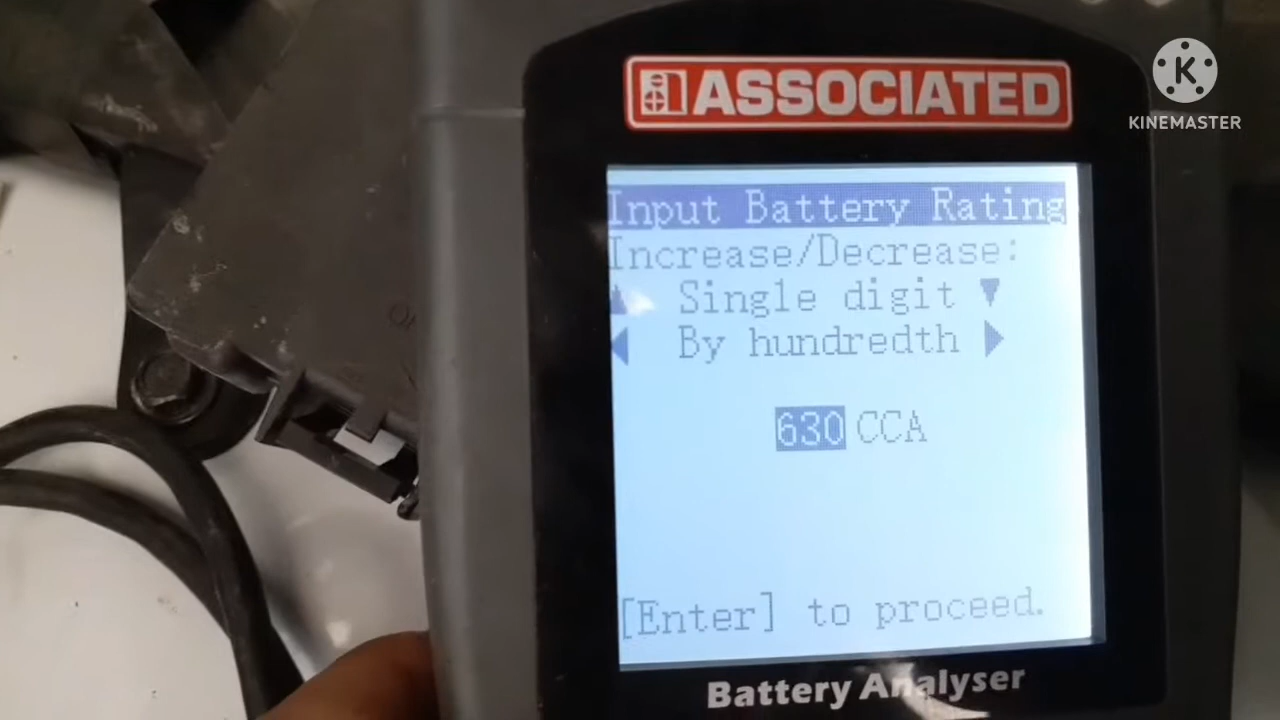 ASSOCIATED
K
KINEMASTER
Input Battery Rating
Increase/Decrease:
▲ Single digit ▼
◀ By hundredth ▶
630 CCA
[Enter] to proceed.
Battery Analyser